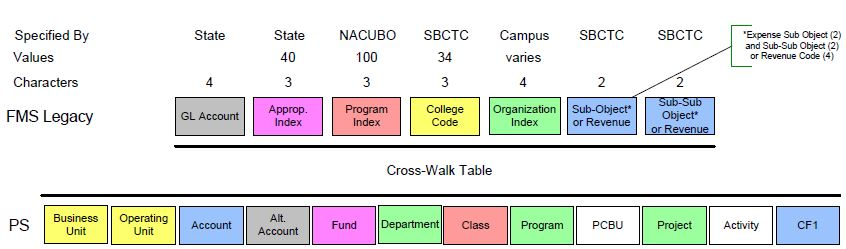 Specified By State State NACUBO SBCTC Campus SBCTC SBCTC
*Expense Sub Object (2)
and Sub-Sub Object (2)
or Revenue Code (4)
Values 40 100 34 varies
Characters 4 3 3 3 4 2 2
FMS Legacy
GL Account
Approp.
Index
Program
Index
College
Code
Organization
Index
Sub-Object*
or Revenue
Sub-Sub
Object*
or Revenue
Cross-Walk Table
PS
Business
Unit
Operating
Unit
Account
Alt.
Account
Fund
Department
Class
Program
PCBU
Project
Activity
CF1